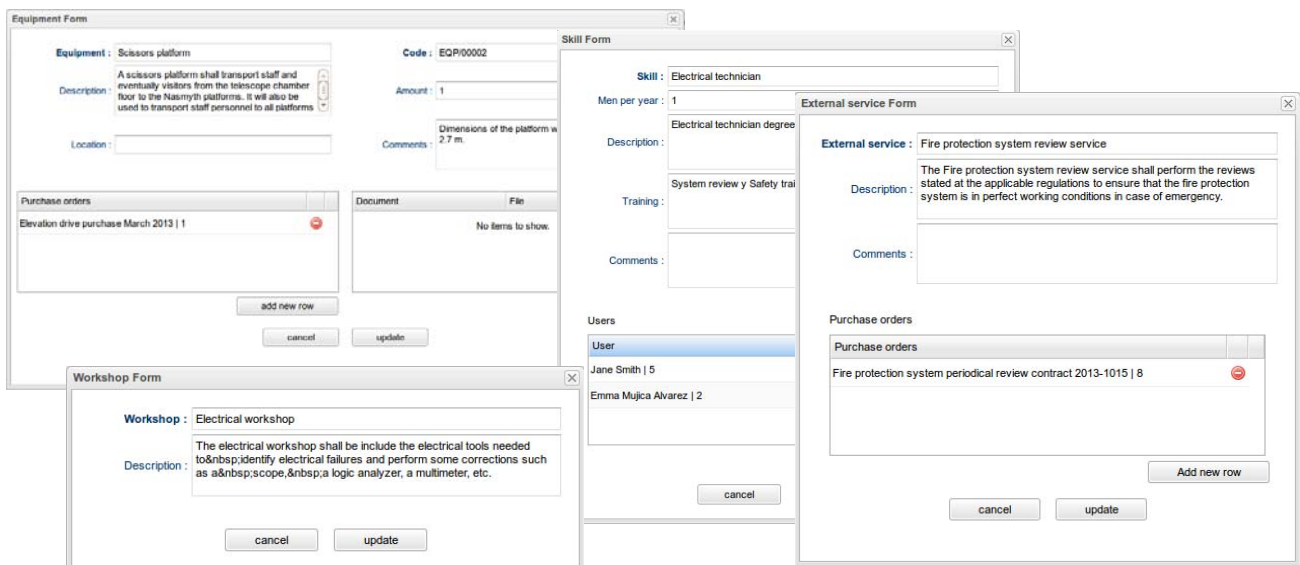 Equipment Form
Equipment : Scissors platform
Code : EQP/00002
Description : A scissors platform shall transport staff and
eventually visitors from the telescope chamber
floor to the Nasmyth platforms. It will also be
used to transport staff personnel to all platforms
Amount : 1
Location :
Comments : Dimensions of the platform w
2.7 m.
Purchase orders
Elevation drive purchase March 2013 | 1
Document File
No items to show.
add new row
cancel update
Skill Form
Skill : Electrical technician
Men per year : 1
Description : Electrical technician degree
Training : System review y Safety trai
Comments :
Users
User
Jane Smith | 5
Emma Mujica Alvarez | 2
cancel
External service Form
External service : Fire protection system review service
Description : The Fire protection system review service shall perform the reviews
stated at the applicable regulations to ensure that the fire protection
system is in perfect working conditions in case of emergency.
Comments :
Purchase orders
Purchase orders
Fire protection system periodical review contract 2013-1015 | 8
Add new row
cancel update
Workshop Form
Workshop : Electrical workshop
Description : The electrical workshop shall be include the electrical tools needed
to&nbsp;identify electrical failures and perform some corrections such
as a&nbsp;scope,&nbsp;a logic analyzer, a multimeter, etc.
cancel update